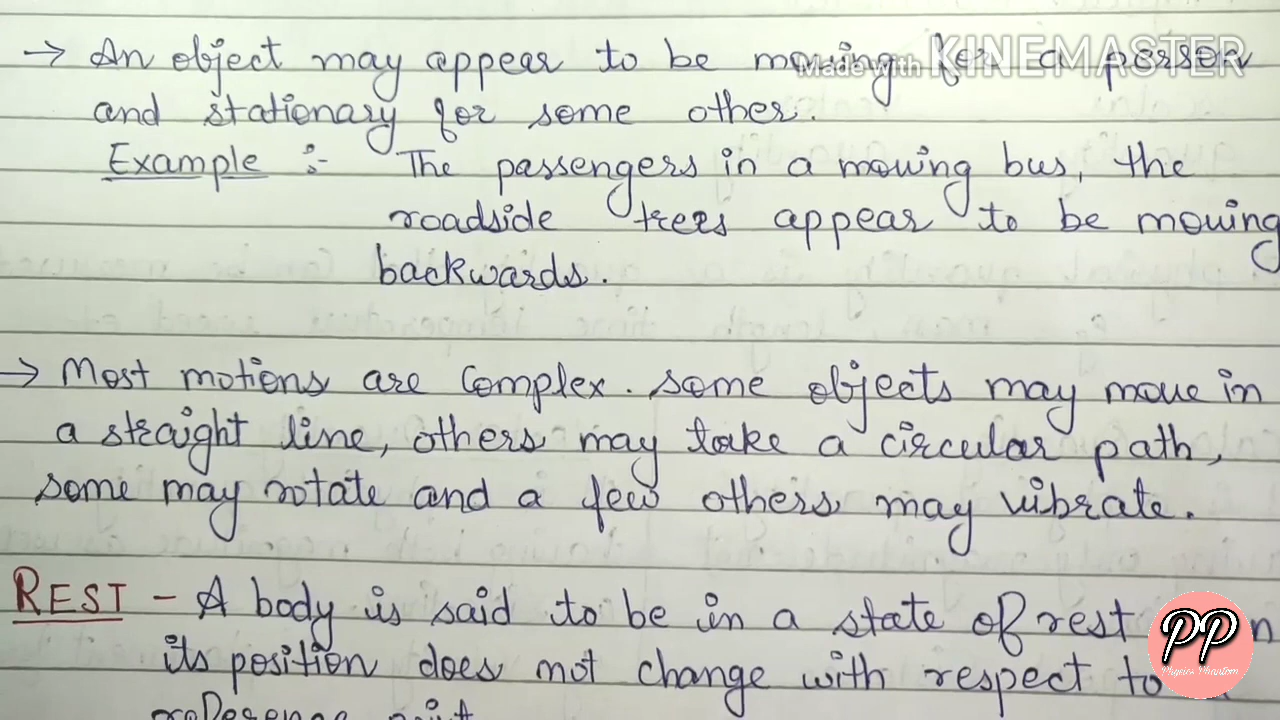 → An object may appear to be moving for a person
Made with KINEMASTER
and stationary for some other.
Example :- The passengers in a moving bus, the
roadside trees appear to be moving
backwards.
→ Most motions are complex. Some objects may move in
a straight line, others may take a circular path,
some may rotate and a few others may vibrate.
REST - A body is said to be in a state of rest
its position does not change with respect to
PP
Physics Phantom